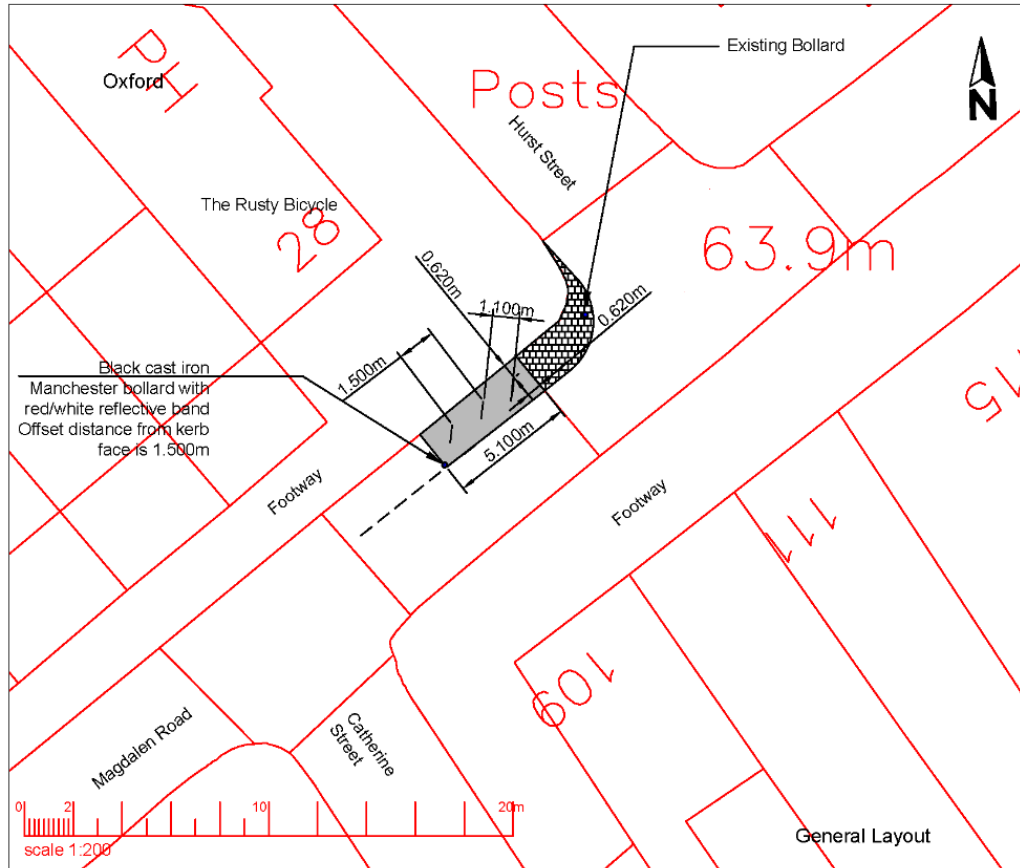 Existing Bollard
PH
Oxford
Posts
Hurst Street
N
The Rusty Bicycle
28
63.9m
0.620m
1.100m
0.620m
115
Black cast iron
Manchester bollard with
red/white reflective band
Offset distance from kerb
face is 1.500m
1.500m
5.100m
Footway
Footway
111
109
Magdalen Road
Catherine
Street
0 2 10 20m
scale 1:200
General Layout